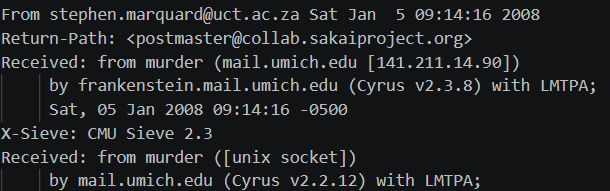 From stephen.marquard@uct.ac.za Sat Jan  5 09:14:16 2008
Return-Path: <postmaster@collab.sakaiproject.org>
Received: from murder (mail.umich.edu [141.211.14.90])
by frankenstein.mail.umich.edu (Cyrus v2.3.8) with LMTPA;
Sat, 05 Jan 2008 09:14:16 -0500
X-Sieve: CMU Sieve 2.3
Received: from murder ([unix socket])
by mail.umich.edu (Cyrus v2.2.12) with LMTPA;